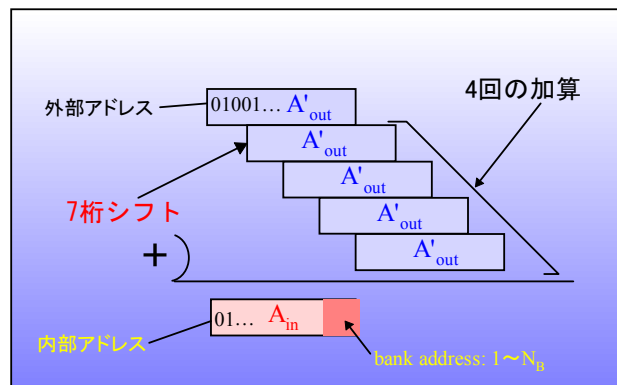 4回の加算
外部アドレス
01001… A'out
A'out
A'out
7桁シフト
A'out
+
A'out
01… Ain
内部アドレス
bank address: 1～NB